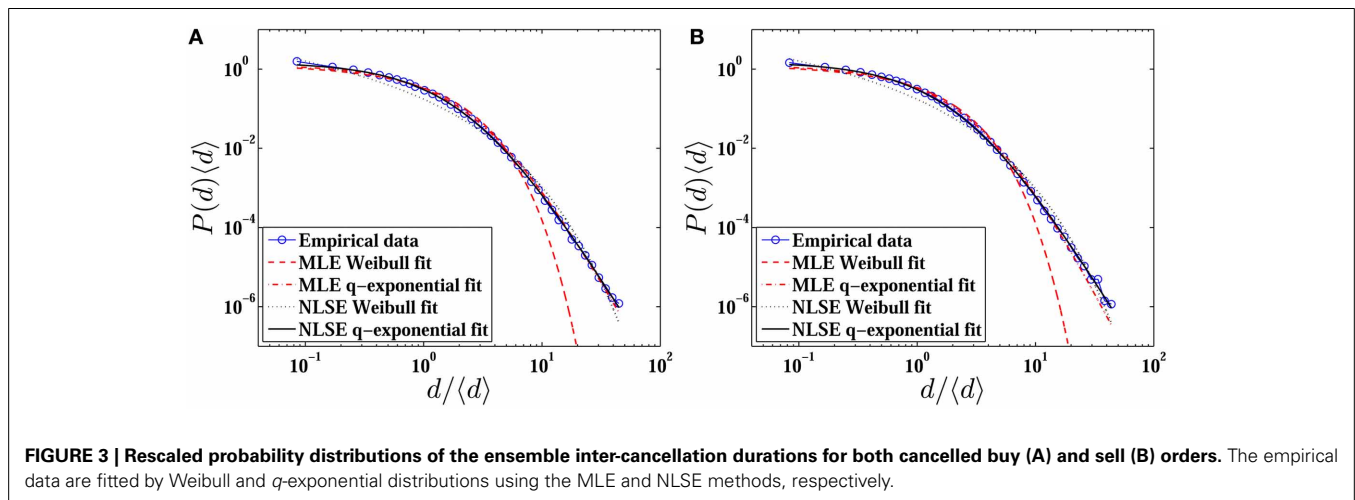 A
10^0
10^-2
10^-4
10^-6
P(d)⟨d⟩
Empirical data
MLE Weibull fit
MLE q−exponential fit
NLSE Weibull fit
NLSE q−exponential fit
10^-1
10^0
10^1
10^2
d/⟨d⟩
B
10^0
10^-2
10^-4
10^-6
P(d)⟨d⟩
Empirical data
MLE Weibull fit
MLE q−exponential fit
NLSE Weibull fit
NLSE q−exponential fit
10^-1
10^0
10^1
10^2
d/⟨d⟩
FIGURE 3 | Rescaled probability distributions of the ensemble inter-cancellation durations for both cancelled buy (A) and sell (B) orders. The empirical
data are fitted by Weibull and q-exponential distributions using the MLE and NLSE methods, respectively.